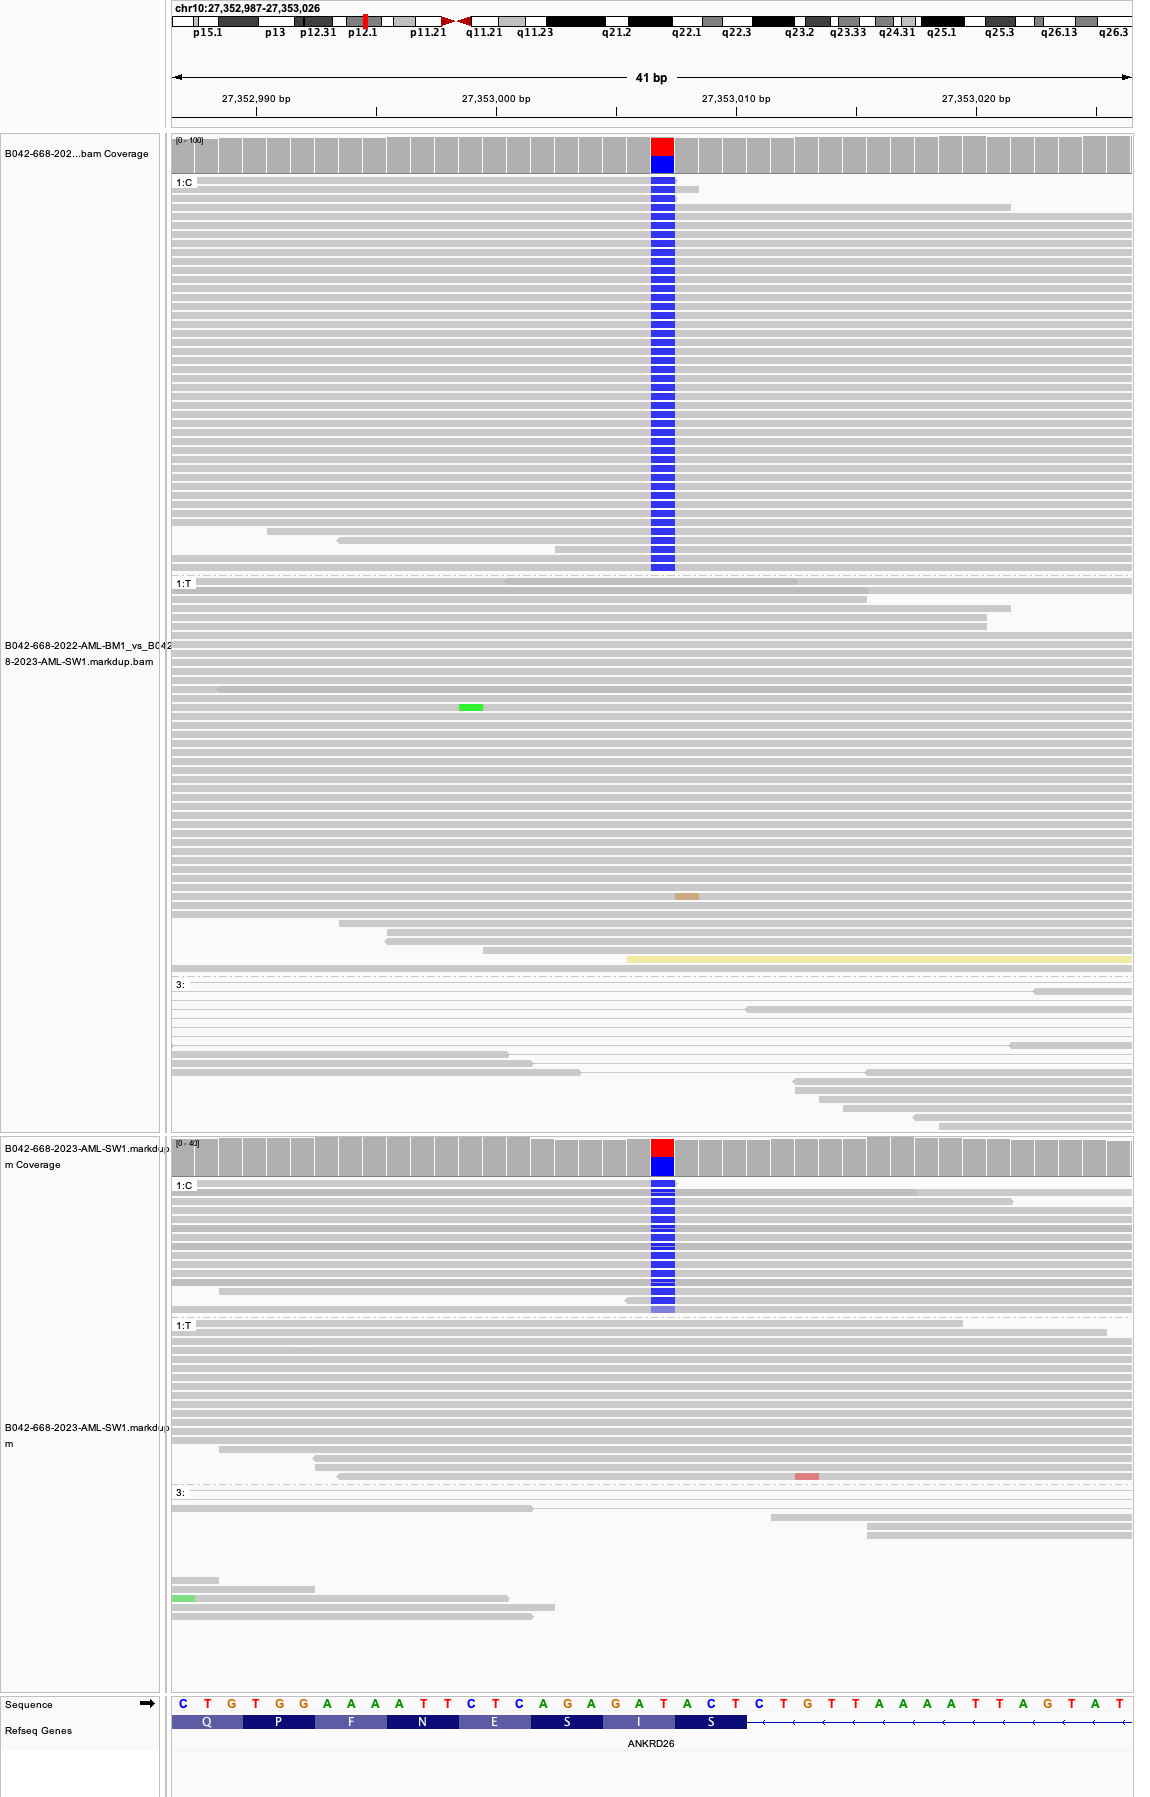 chr10:27,352,987-27,353,026
p15.1 p13 p12.31 p12.1 p11.21 q11.21 q11.23 q21.2 q22.1 q22.3 q23.2 q23.33 q24.31 q25.1 q25.3 q26.13 q26.3
41 bp
27,352,990 bp 27,353,000 bp 27,353,010 bp 27,353,020 bp
[0 - 100]
B042-668-202...bam Coverage
1:C
1:T
B042-668-2022-AML-BM1_vs_B042
8-2023-AML-SW1.markdup.bam
3:
[0 - 40]
B042-668-2023-AML-SW1.markdup
m Coverage
1:C
1:T
B042-668-2023-AML-SW1.markdup
m
3:
Sequence C T G T G G A A A A T T C T C A G A G A T A C T C T G T T A A A A T T A G T A T
Refseq Genes Q P F N E S I S
ANKRD26